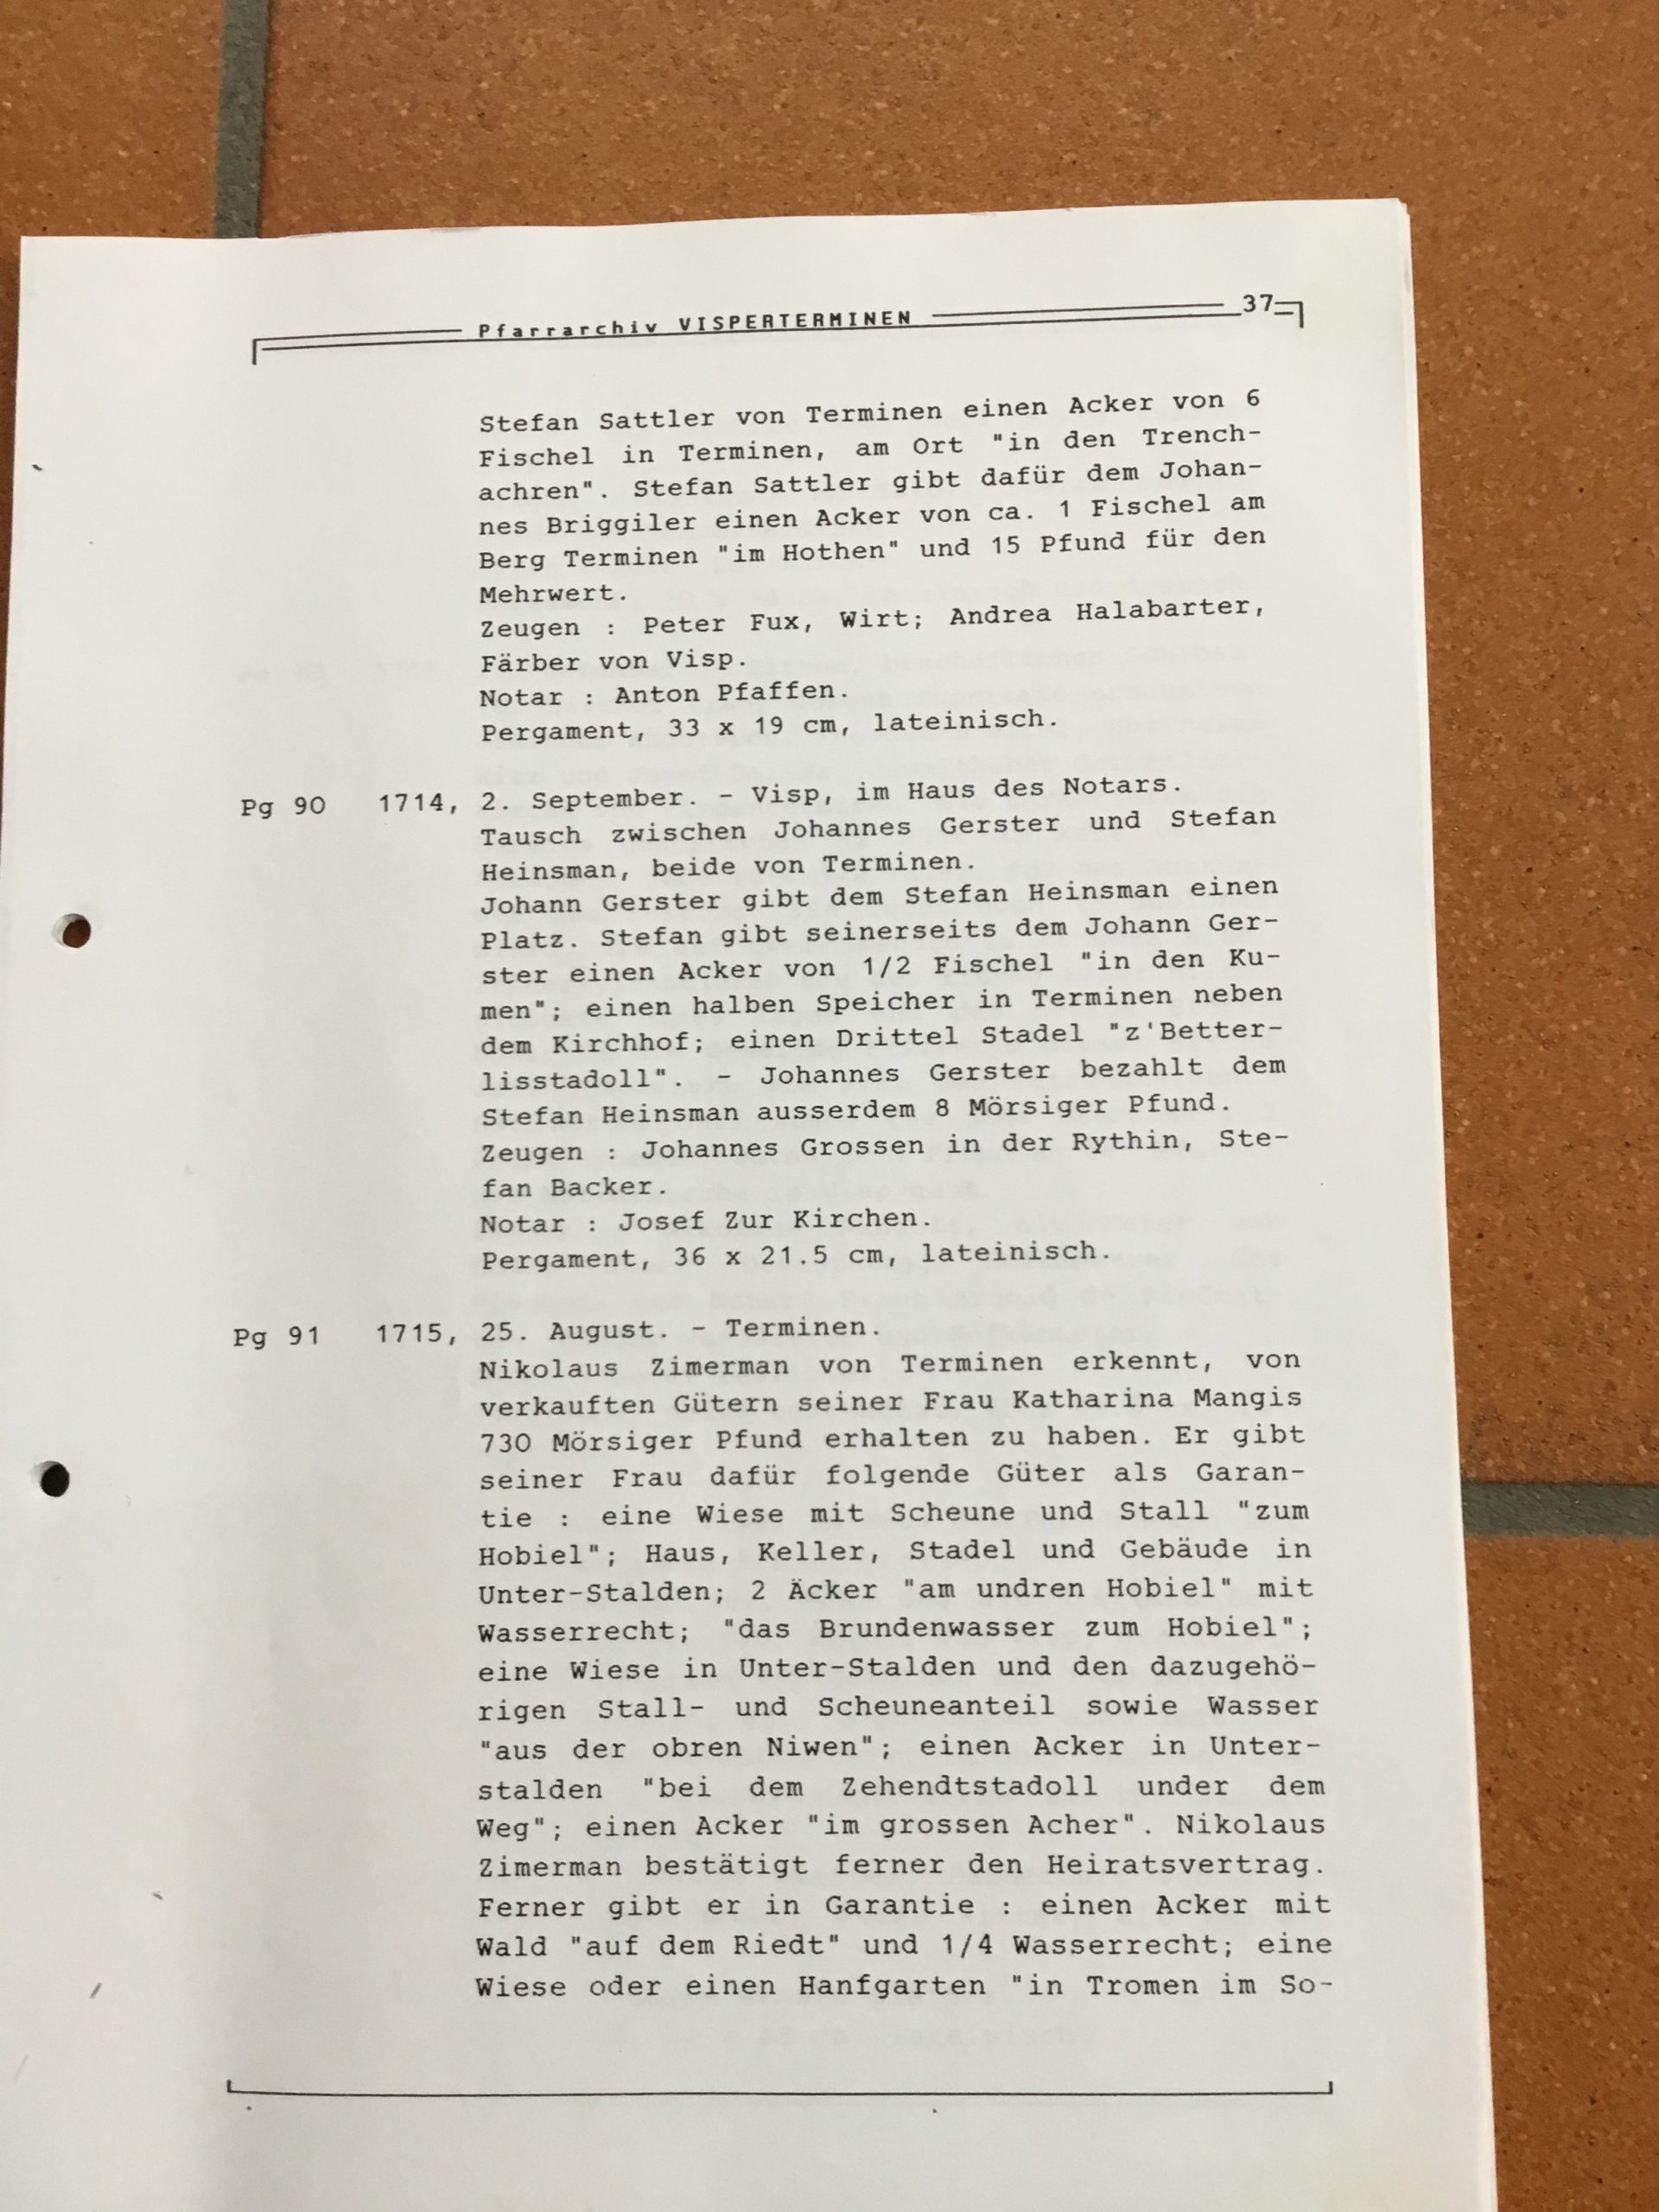 Pfarrarchiv VISPERTERMINEN 37
Stefan Sattler von Terminen einen Acker von 6
Fischel in Terminen, am Ort "in den Trench-
achren". Stefan Sattler gibt dafür dem Johan-
nes Briggiler einen Acker von ca. 1 Fischel am
Berg Terminen "im Hothen" und 15 Pfund für den
Mehrwert.
Zeugen : Peter Fux, Wirt; Andrea Halabarter,
Färber von Visp.
Notar : Anton Pfaffen.
Pergament, 33 x 19 cm, lateinisch.
Pg 90 1714, 2. September. - Visp, im Haus des Notars.
Tausch zwischen Johannes Gerster und Stefan
Heinsman, beide von Terminen.
Johann Gerster gibt dem Stefan Heinsman einen
Platz. Stefan gibt seinerseits dem Johann Ger-
ster einen Acker von 1/2 Fischel "in den Ku-
men"; einen halben Speicher in Terminen neben
dem Kirchhof; einen Drittel Stadel "z'Better-
lisstadoll". - Johannes Gerster bezahlt dem
Stefan Heinsman ausserdem 8 Mörsiger Pfund.
Zeugen : Johannes Grossen in der Rythin, Ste-
fan Backer.
Notar : Josef Zur Kirchen.
Pergament, 36 x 21.5 cm, lateinisch.
Pg 91 1715, 25. August. - Terminen.
Nikolaus Zimerman von Terminen erkennt, von
verkauften Gütern seiner Frau Katharina Mangis
730 Mörsiger Pfund erhalten zu haben. Er gibt
seiner Frau dafür folgende Güter als Garan-
tie : eine Wiese mit Scheune und Stall "zum
Hobiel"; Haus, Keller, Stadel und Gebäude in
Unter-Stalden; 2 Äcker "am undren Hobiel" mit
Wasserrecht; "das Brundenwasser zum Hobiel";
eine Wiese in Unter-Stalden und den dazugehö-
rigen Stall- und Scheuneanteil sowie Wasser
"aus der obren Niwen"; einen Acker in Unter-
stalden "bei dem Zehendtstadoll under dem
Weg"; einen Acker "im grossen Acher". Nikolaus
Zimerman bestätigt ferner den Heiratsvertrag.
Ferner gibt er in Garantie : einen Acker mit
Wald "auf dem Riedt" und 1/4 Wasserrecht; eine
Wiese oder einen Hanfgarten "in Tromen im So-